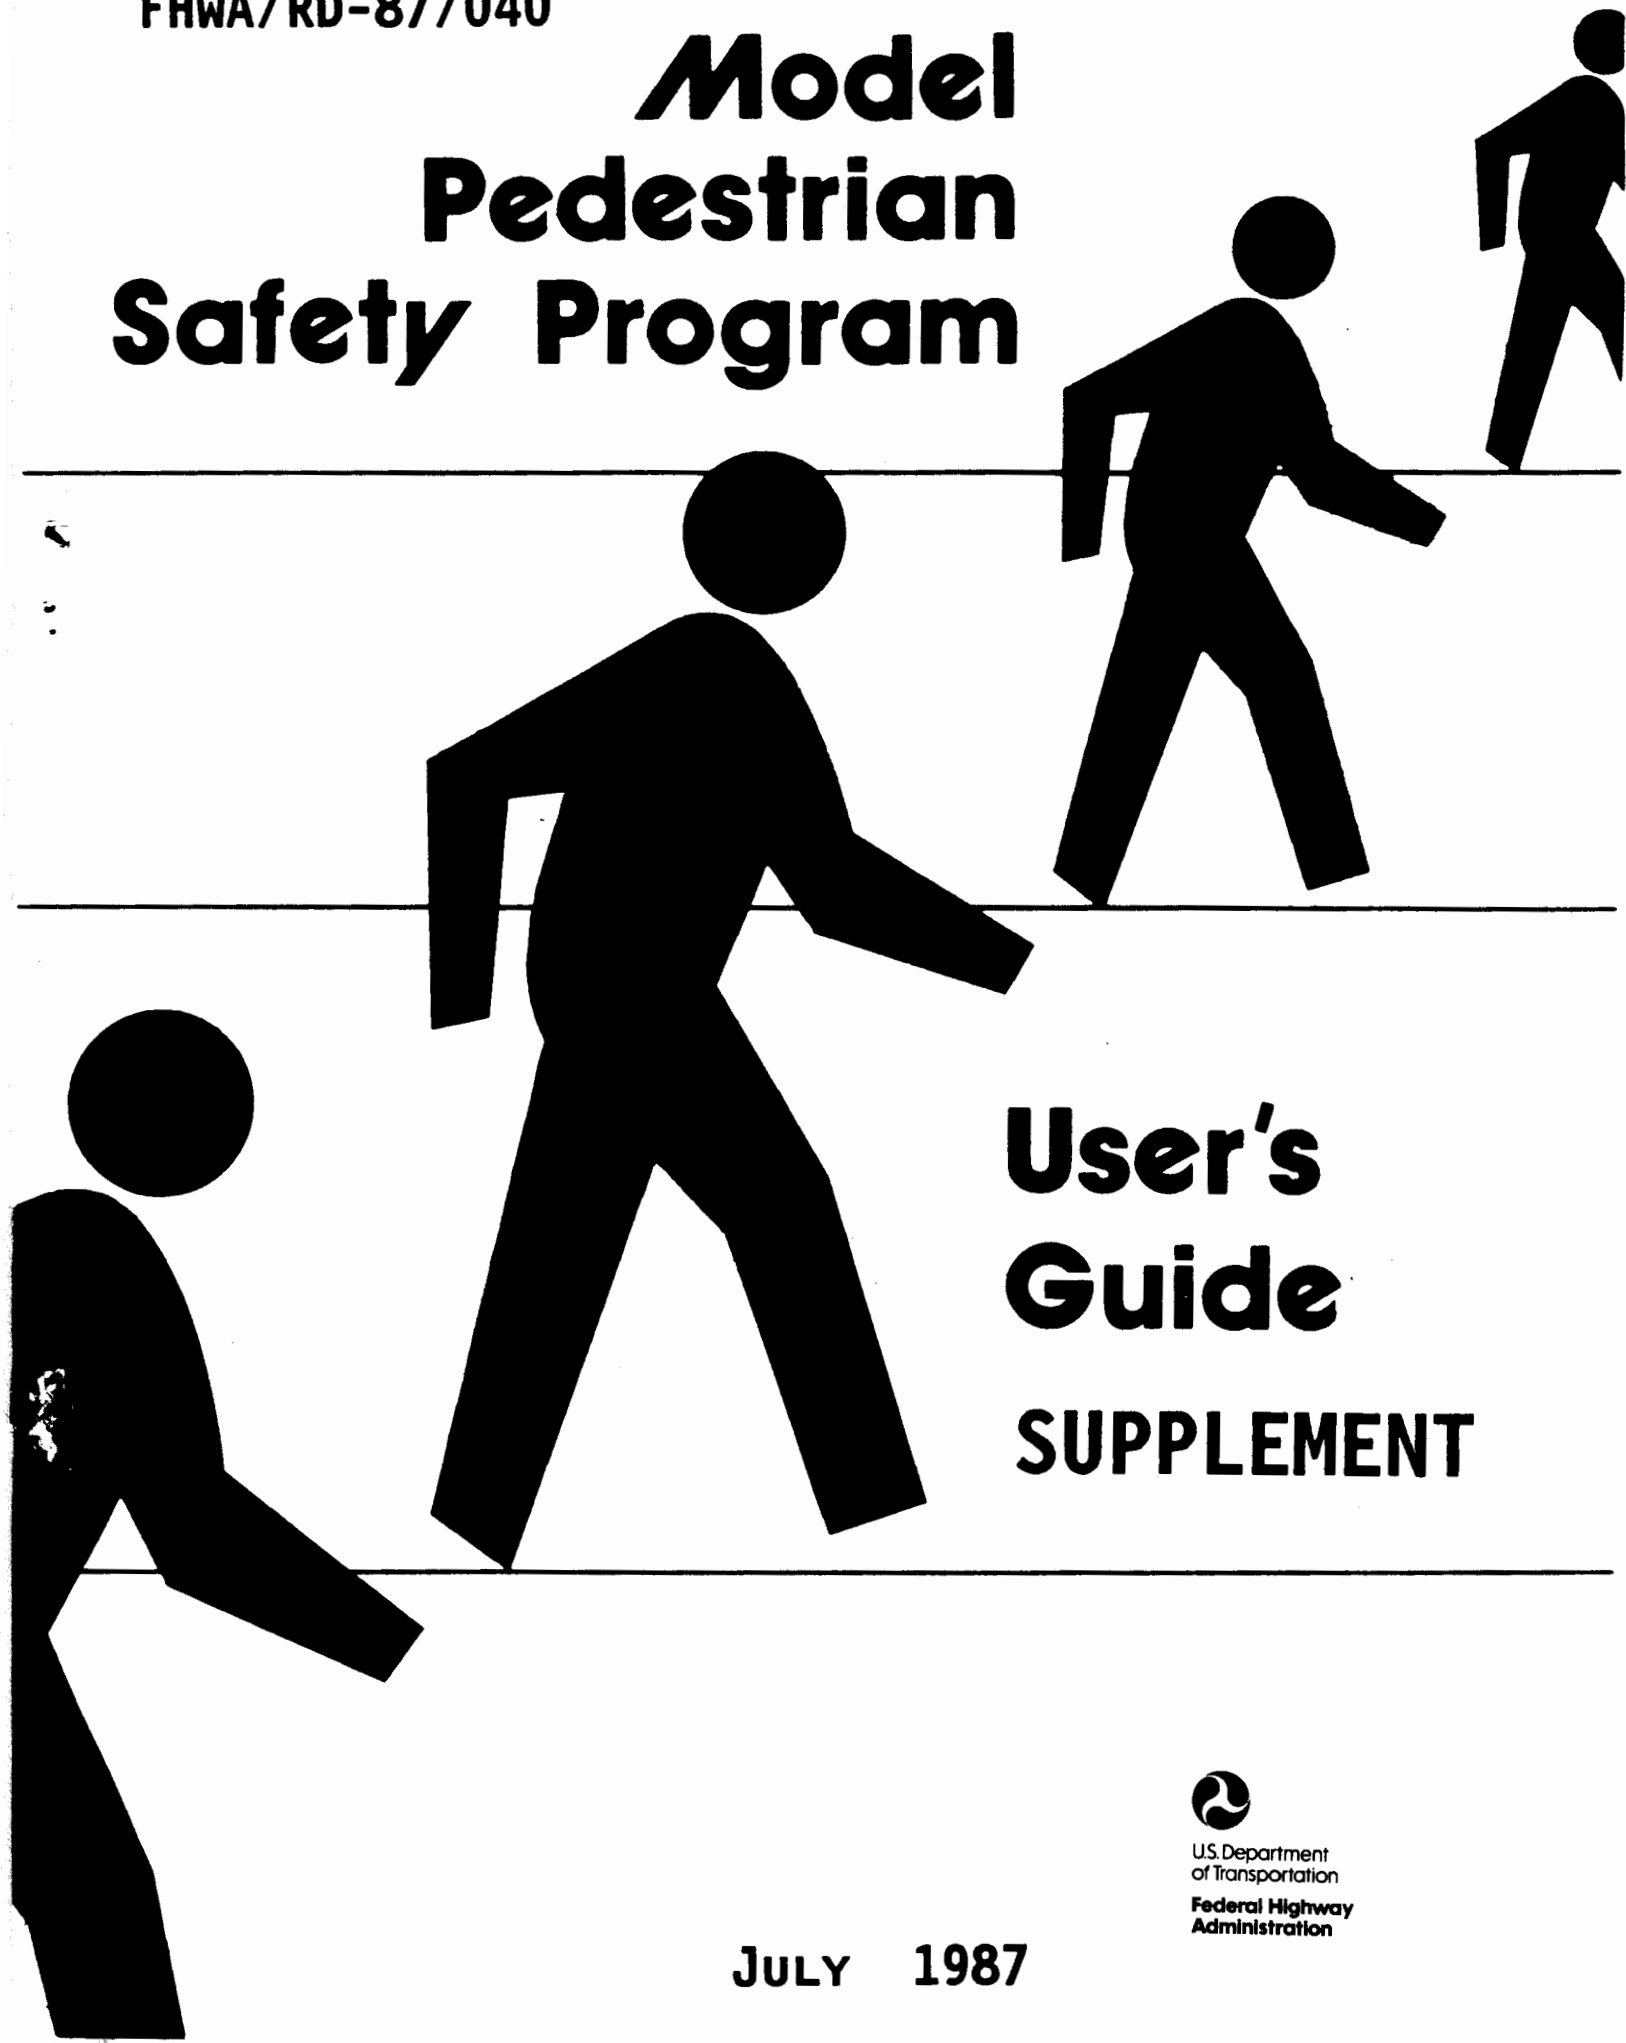 FHWA/RD-87/040
Model
Pedestrian
Safety Program
User's
Guide
SUPPLEMENT
U.S. Department
of Transportation
Federal Highway
Administration
JULY 1987